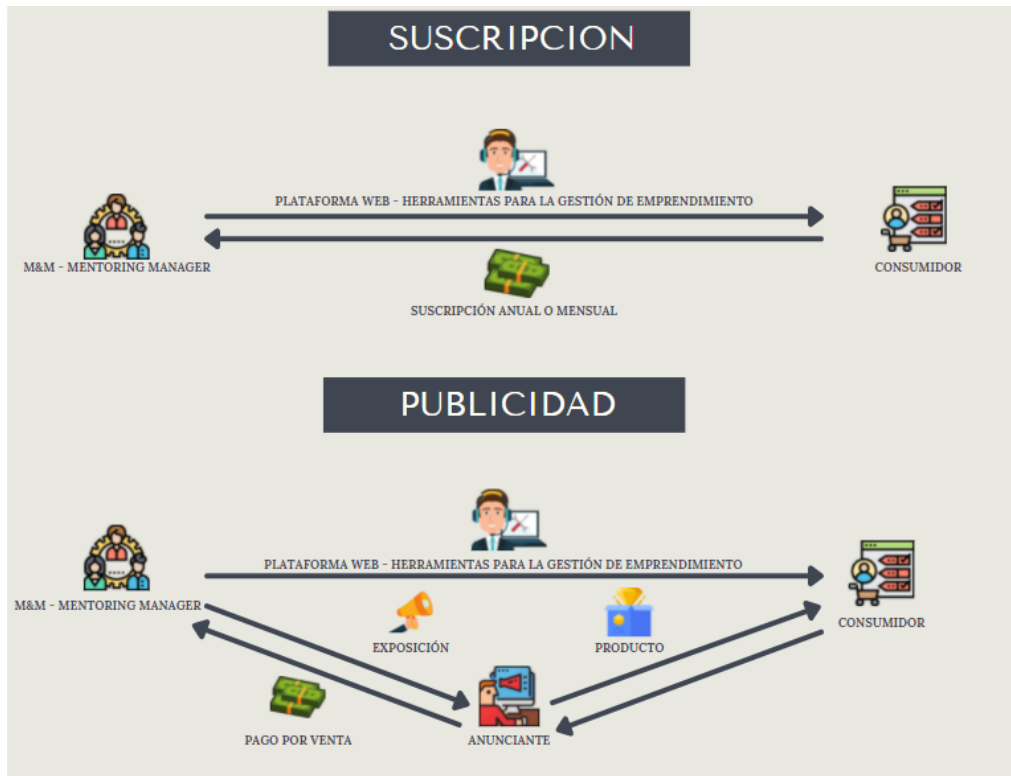 SUSCRIPCION
PLATAFORMA WEB - HERRAMIENTAS PARA LA GESTIÓN DE EMPRENDIMIENTO
M&M - MENTORING MANAGER
CONSUMIDOR
SUSCRIPCIÓN ANUAL O MENSUAL
PUBLICIDAD
PLATAFORMA WEB - HERRAMIENTAS PARA LA GESTIÓN DE EMPRENDIMIENTO
M&M - MENTORING MANAGER
CONSUMIDOR
EXPOSICIÓN
PRODUCTO
PAGO POR VENTA
ANUNCIANTE